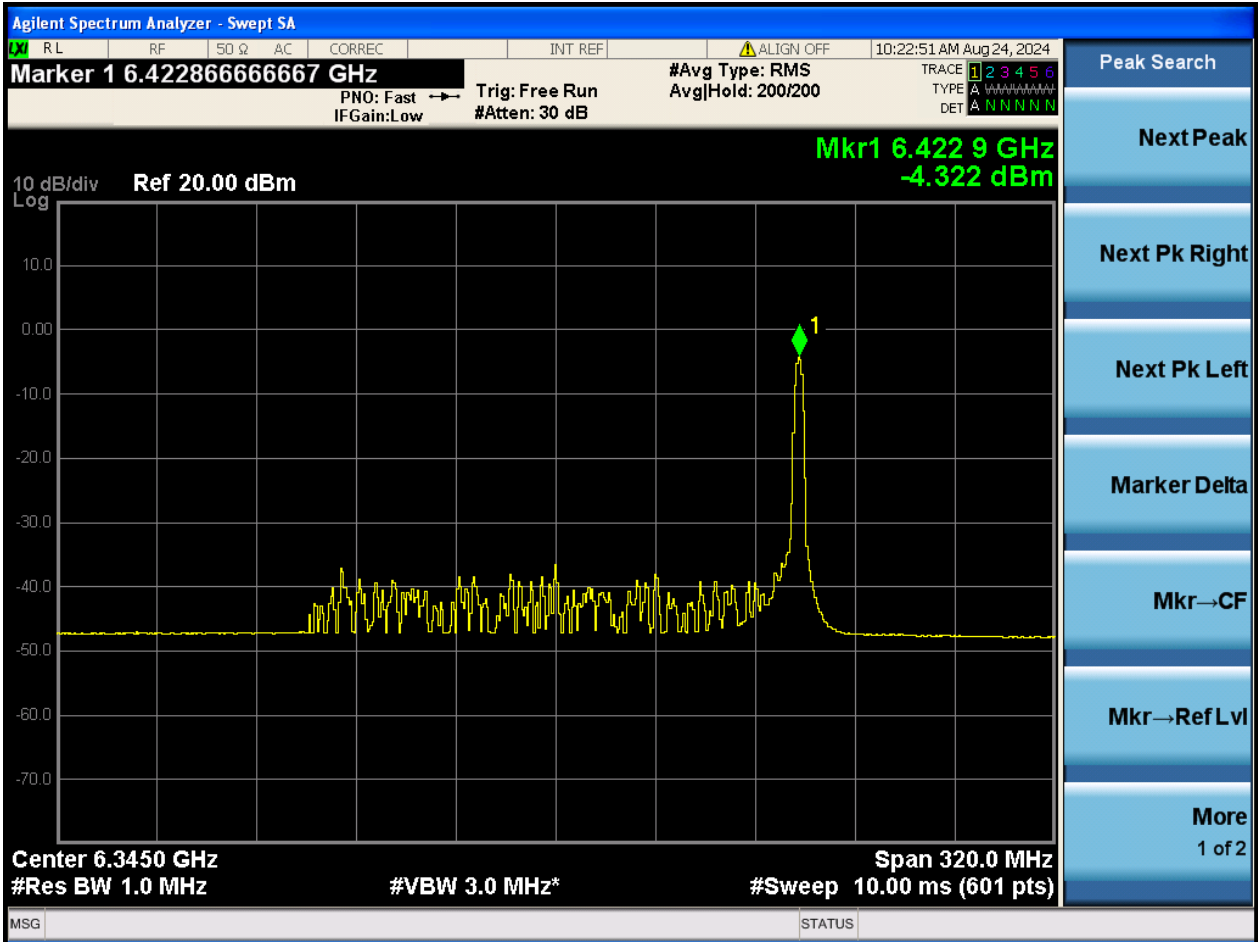 Agilent Spectrum Analyzer - Swept SA
LXI RL RF 50 Ω AC CORREC INT REF ALIGN OFF 10:22:51 AM Aug 24, 2024
Marker 1 6.422866666667 GHz
PNO: Fast
IFGain:Low
Trig: Free Run
#Atten: 30 dB
#Avg Type: RMS
Avg|Hold: 200/200
TRACE 1 2 3 4 5 6
TYPE A WWWWW
DET A N N N N N
Mkr1 6.422 9 GHz
-4.322 dBm
10 dB/div Ref 20.00 dBm
Log
10.0
0.00
-10.0
-20.0
-30.0
-40.0
-50.0
-60.0
-70.0
1
Center 6.3450 GHz Span 320.0 MHz
#Res BW 1.0 MHz #VBW 3.0 MHz* #Sweep 10.00 ms (601 pts)
MSG STATUS
Peak Search
Next Peak
Next Pk Right
Next Pk Left
Marker Delta
Mkr→CF
Mkr→Ref Lvl
More
1 of 2